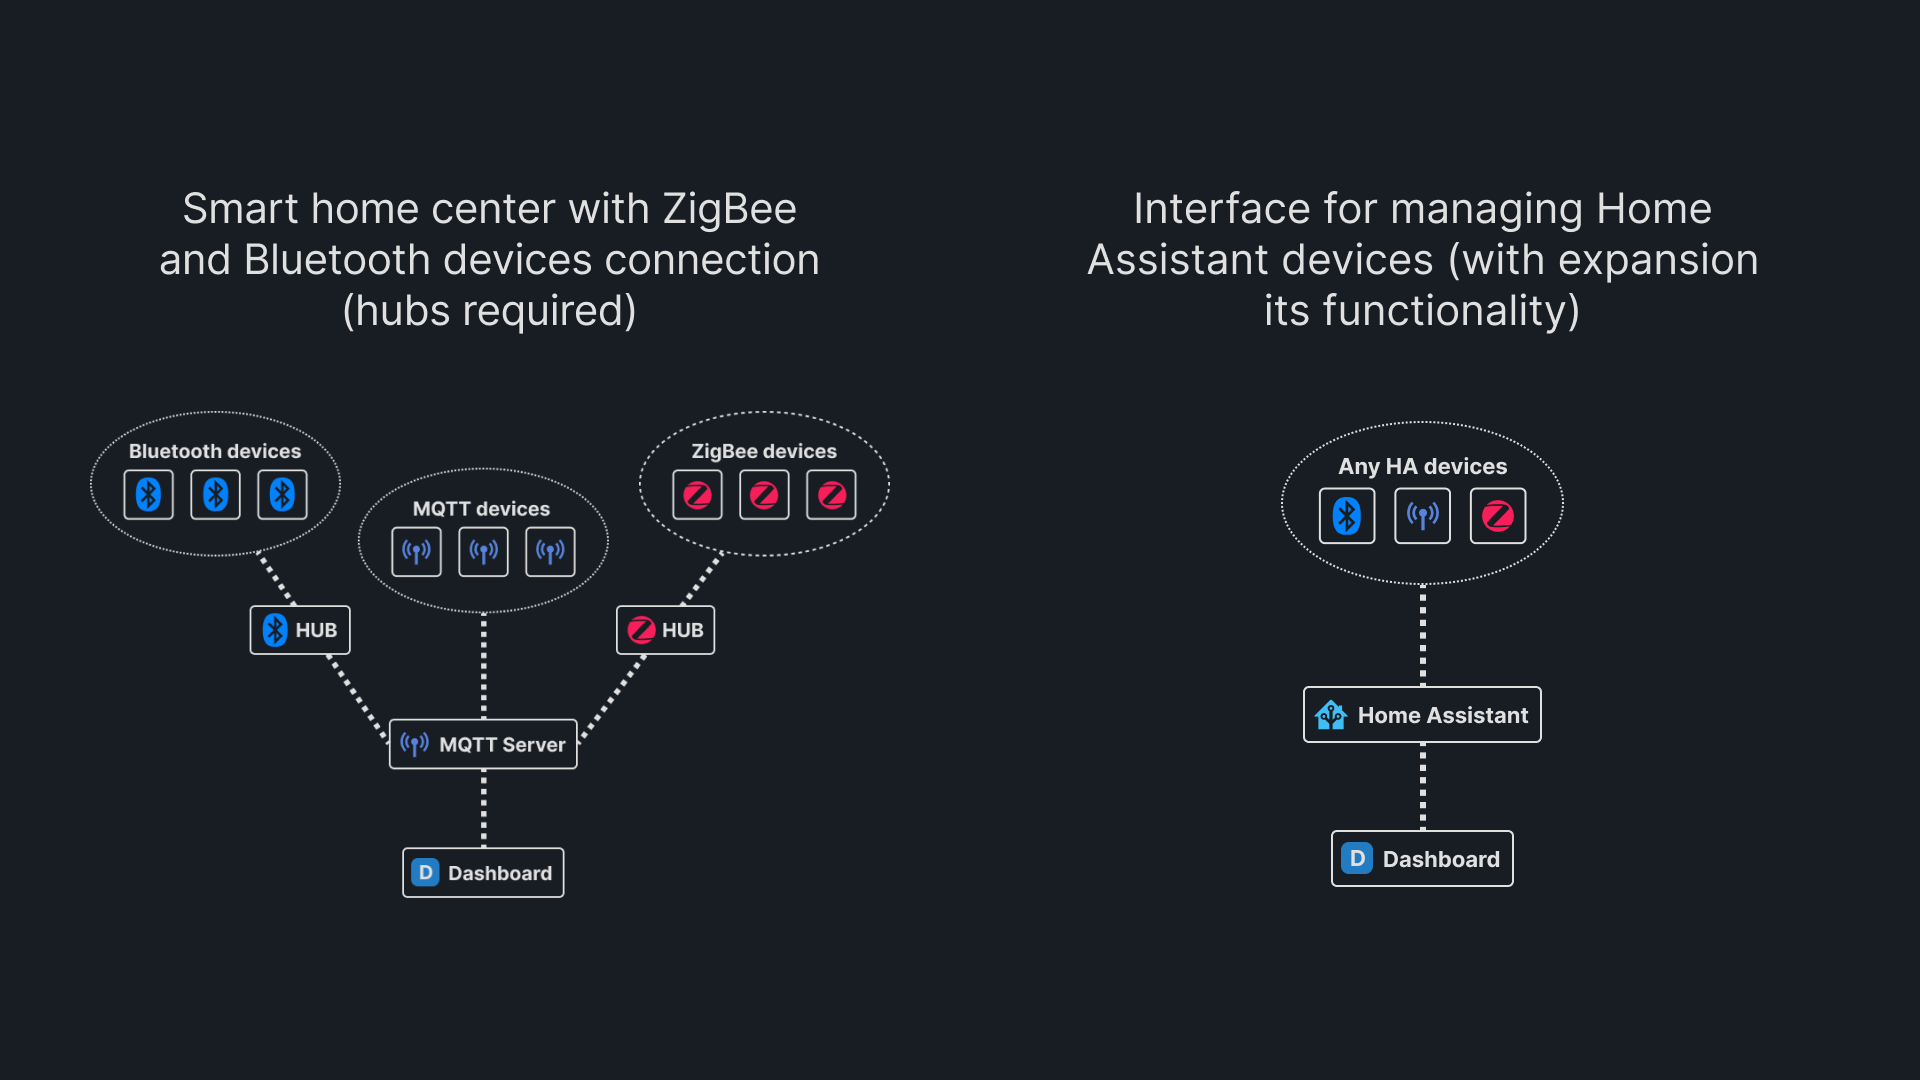 Smart home center with ZigBee
and Bluetooth devices connection
(hubs required)
Bluetooth devices
MQTT devices
ZigBee devices
HUB
HUB
MQTT Server
D Dashboard
Interface for managing Home
Assistant devices (with expansion
its functionality)
Any HA devices
Home Assistant
D Dashboard